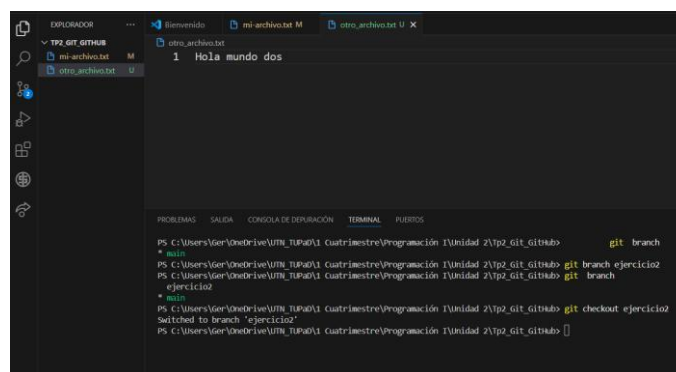 EXPLORADOR ...
TP2_GIT_GITHUB
mi-archivo.txt M
otro_archivo.txt U
2
Bienvenido mi-archivo.txt M otro_archivo.txt U
otro_archivo.txt
1 Hola mundo dos
PROBLEMAS SALIDA CONSOLA DE DEPURACIÓN TERMINAL PUERTOS
PS C:\Users\Ger\OneDrive\UTN_TUPaD\1 Cuatrimestre\Programación I\Unidad 2\Tp2_Git_GitHub> git branch
* main
PS C:\Users\Ger\OneDrive\UTN_TUPaD\1 Cuatrimestre\Programación I\Unidad 2\Tp2_Git_GitHub> git branch ejercicio2
PS C:\Users\Ger\OneDrive\UTN_TUPaD\1 Cuatrimestre\Programación I\Unidad 2\Tp2_Git_GitHub> git branch
ejercicio2
* main
PS C:\Users\Ger\OneDrive\UTN_TUPaD\1 Cuatrimestre\Programación I\Unidad 2\Tp2_Git_GitHub> git checkout ejercicio2
Switched to branch 'ejercicio2'
PS C:\Users\Ger\OneDrive\UTN_TUPaD\1 Cuatrimestre\Programación I\Unidad 2\Tp2_Git_GitHub>